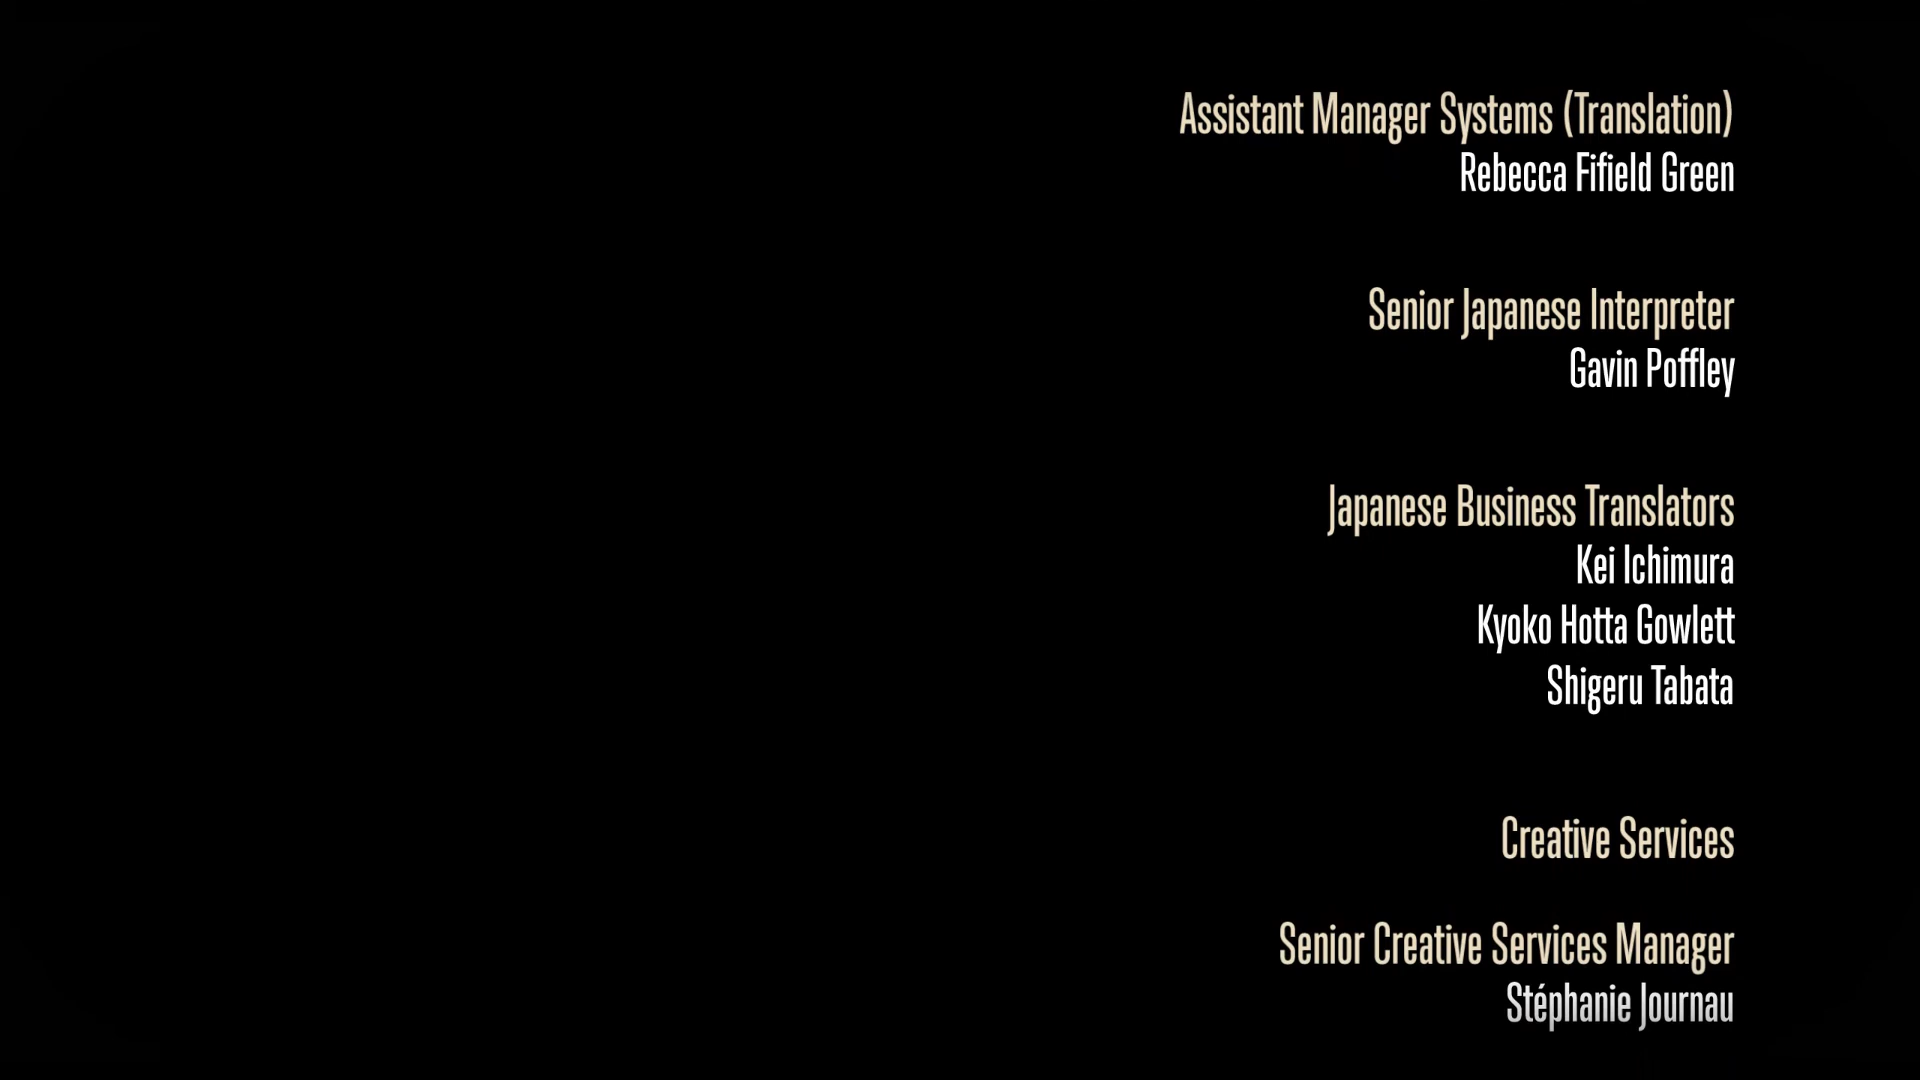 Assistant Manager Systems (Translation)
Rebecca Fifield Green
Senior Japanese Interpreter
Gavin Poffley
Japanese Business Translators
Kei Ichimura
Kyoko Hotta Gowlett
Shigeru Tabata
Creative Services
Senior Creative Services Manager
Stéphanie Journau